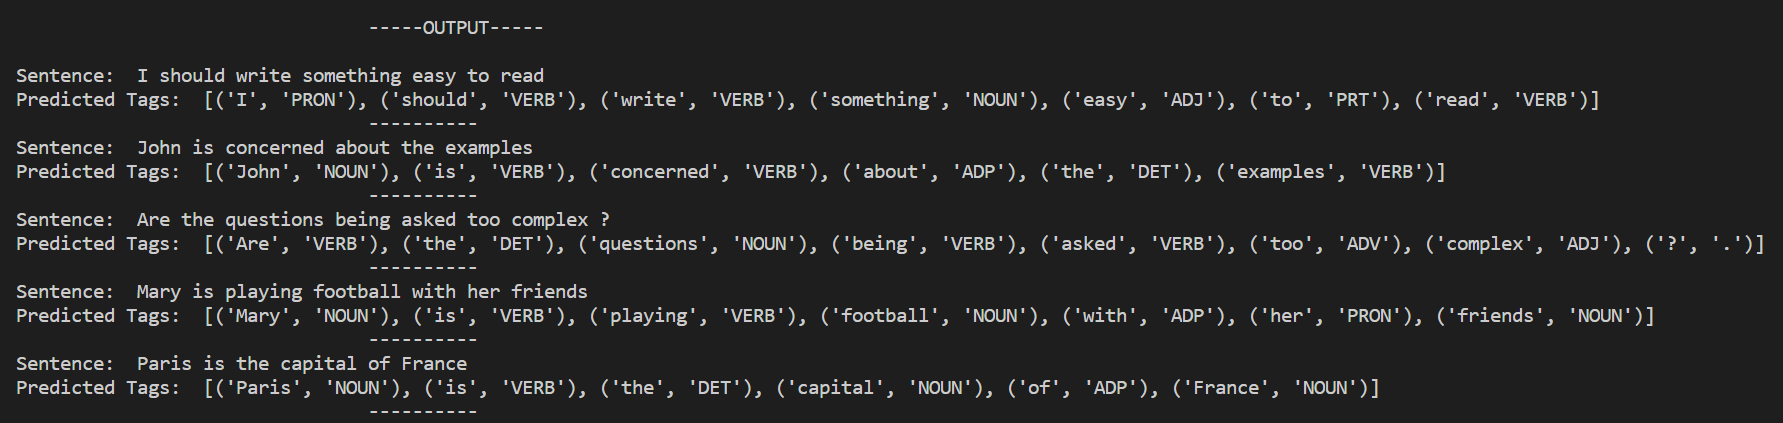 -----OUTPUT-----
Sentence:  I should write something easy to read
Predicted Tags:  [('I', 'PRON'), ('should', 'VERB'), ('write', 'VERB'), ('something', 'NOUN'), ('easy', 'ADJ'), ('to', 'PRT'), ('read', 'VERB')]
----------
Sentence:  John is concerned about the examples
Predicted Tags:  [('John', 'NOUN'), ('is', 'VERB'), ('concerned', 'VERB'), ('about', 'ADP'), ('the', 'DET'), ('examples', 'VERB')]
----------
Sentence:  Are the questions being asked too complex ?
Predicted Tags:  [('Are', 'VERB'), ('the', 'DET'), ('questions', 'NOUN'), ('being', 'VERB'), ('asked', 'VERB'), ('too', 'ADV'), ('complex', 'ADJ'), ('?', '.')]
----------
Sentence:  Mary is playing football with her friends
Predicted Tags:  [('Mary', 'NOUN'), ('is', 'VERB'), ('playing', 'VERB'), ('football', 'NOUN'), ('with', 'ADP'), ('her', 'PRON'), ('friends', 'NOUN')]
----------
Sentence:  Paris is the capital of France
Predicted Tags:  [('Paris', 'NOUN'), ('is', 'VERB'), ('the', 'DET'), ('capital', 'NOUN'), ('of', 'ADP'), ('France', 'NOUN')]
----------